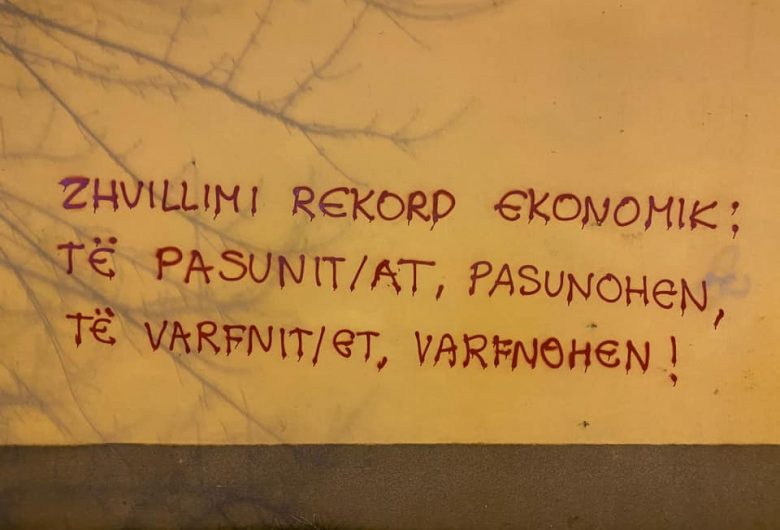 ZHVILLIMI REKORD EKONOMIK:
TË PASUNIT/AT, PASUNOHEN,
TË VARFNIT/ET, VARFNOHEN!